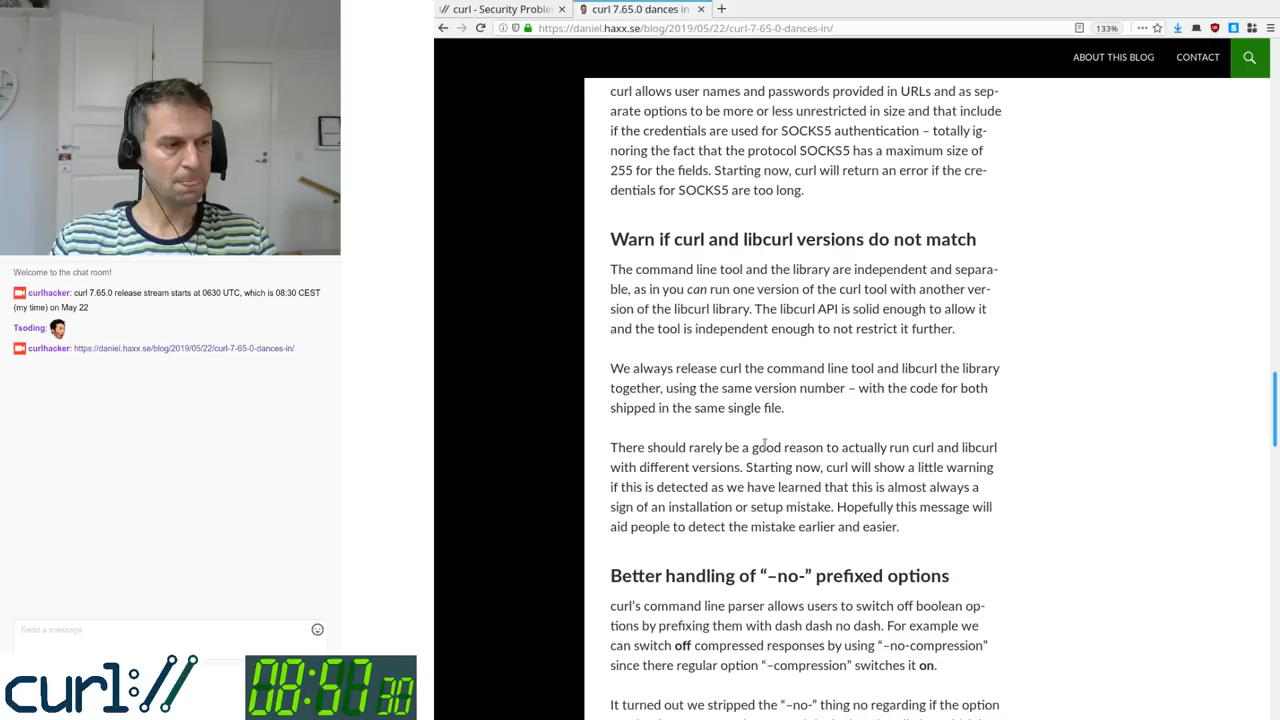 curl - Security Proble
curl 7.65.0 dances in
https://daniel.haxx.se/blog/2019/05/22/curl-7-65-0-dances-in/
133%
ABOUT THIS BLOG
CONTACT
curl allows user names and passwords provided in URLs and as sep-
arate options to be more or less unrestricted in size and that include
if the credentials are used for SOCKS5 authentication – totally ig-
noring the fact that the protocol SOCKS5 has a maximum size of
255 for the fields. Starting now, curl will return an error if the cre-
dentials for SOCKS5 are too long.
Warn if curl and libcurl versions do not match
The command line tool and the library are independent and separa-
ble, as in you can run one version of the curl tool with another ver-
sion of the libcurl library. The libcurl API is solid enough to allow it
and the tool is independent enough to not restrict it further.
We always release curl the command line tool and libcurl the library
together, using the same version number – with the code for both
shipped in the same single file.
There should rarely be a good reason to actually run curl and libcurl
with different versions. Starting now, curl will show a little warning
if this is detected as we have learned that this is almost always a
sign of an installation or setup mistake. Hopefully this message will
aid people to detect the mistake earlier and easier.
Better handling of “–no-” prefixed options
curl’s command line parser allows users to switch off boolean op-
tions by prefixing them with dash dash no dash. For example we
can switch off compressed responses by using “–no-compression”
since there regular option “–compression” switches it on.
It turned out we stripped the “–no-” thing no regarding if the option
Welcome to the chat room!
curlhacker: curl 7.65.0 release stream starts at 0630 UTC, which is 08:30 CEST
(my time) on May 22
Tsoding:
curlhacker: https://daniel.haxx.se/blog/2019/05/22/curl-7-65-0-dances-in/
Send a message
curl://
08:57 30